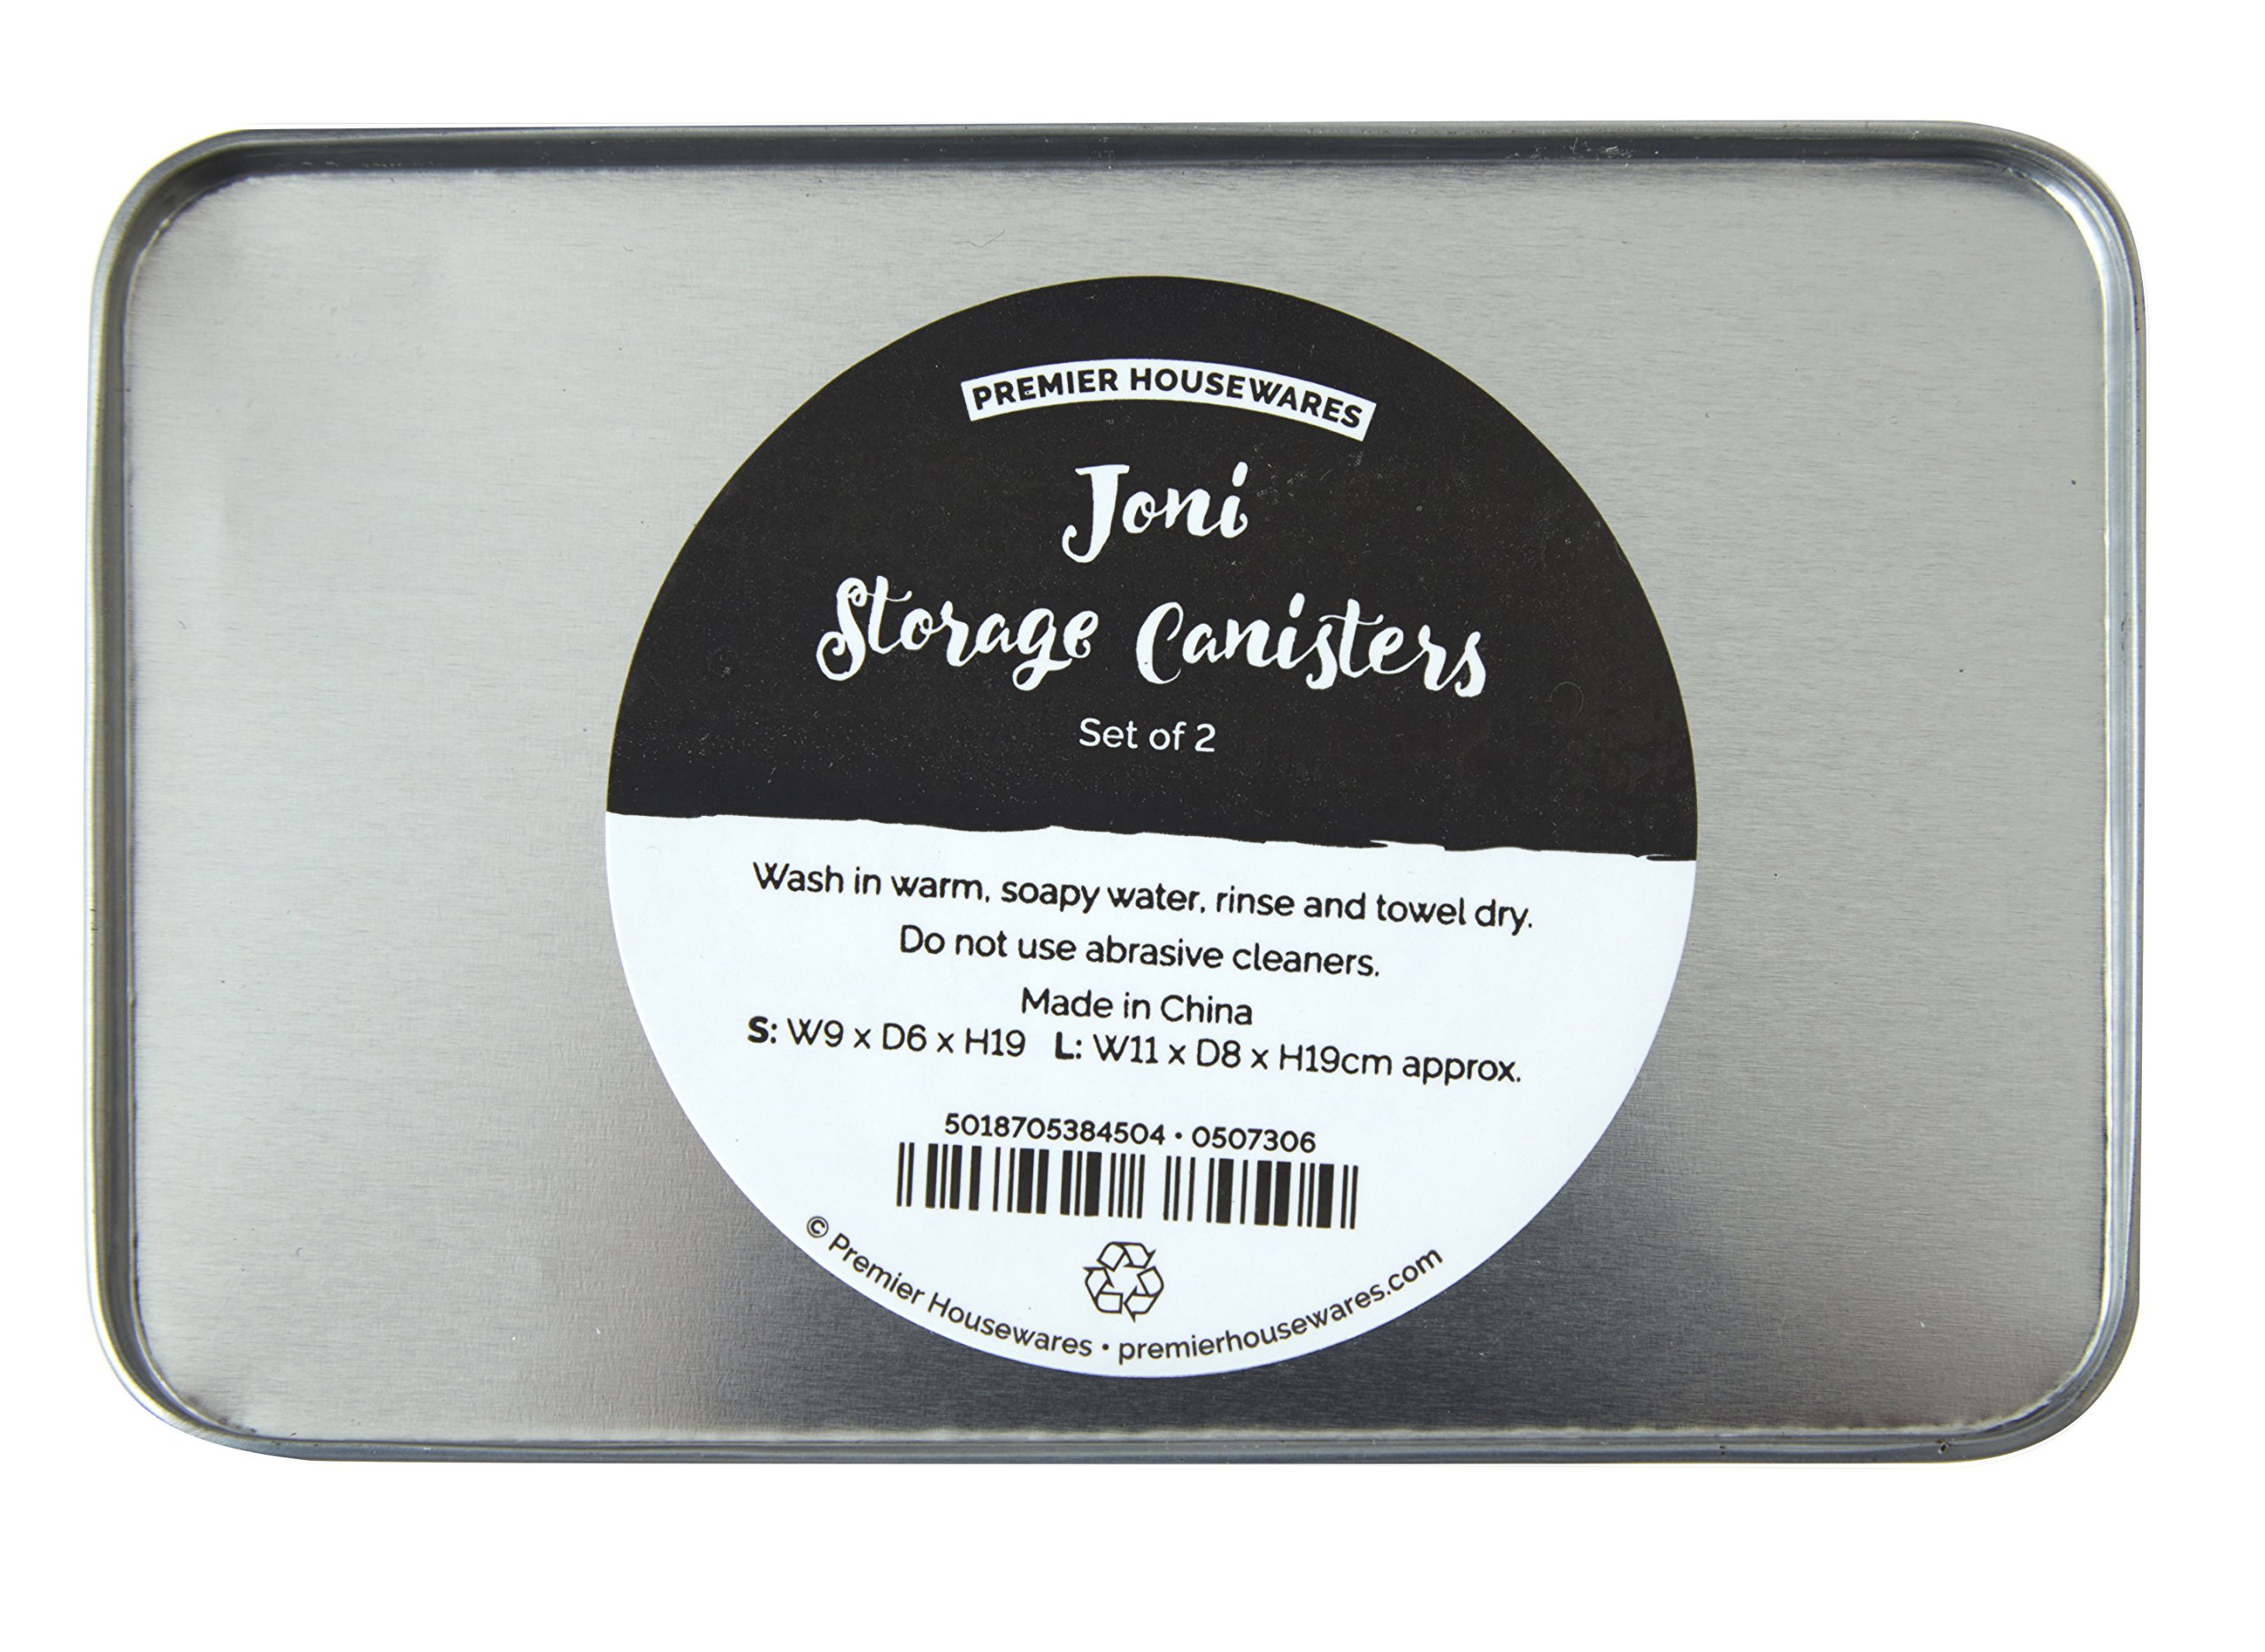 PREMIER HOUSEWARES
Joni
Storage Canisters
Set of 2
Wash in warm, soapy water, rinse and towel dry.
Do not use abrasive cleaners.
Made in China
S: W9 x D6 x H19 L: W11 x D8 x H19cm approx.
5018705384504 • 0507306
© Premier Housewares • premierhousewares.com